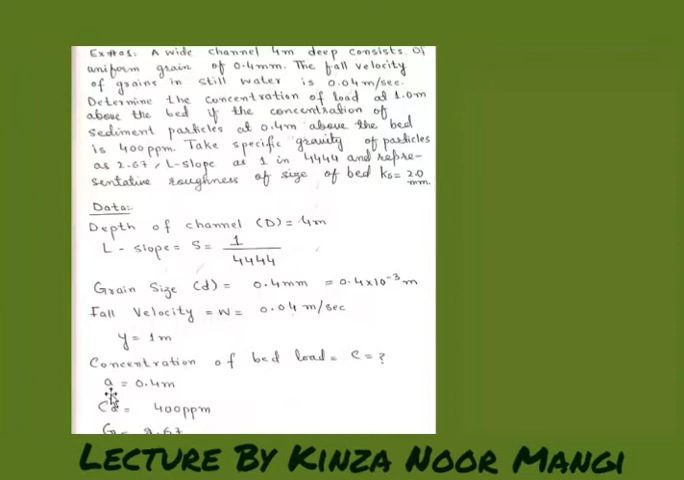 Ex#01: A wide channel 4m deep consists of
uniform grain of 0.4mm. The fall velocity
of grains in still water is 0.04m/sec.
Determine the concentration of load at 1.0m
above the bed if the concentration of
sediment particles at 0.4m above the bed
is 400ppm. Take specific gravity of particles
as 2.67, L-slope as 1 in 4444 and repre-
sentative roughness of size of bed ks = 2.0
mm.
Data:-
Depth of channel (D) = 4m
L - slope = S = 1
4444
Grain Size (d) = 0.4mm = 0.4x10⁻³m
Fall Velocity = W = 0.04 m/sec
y = 1m
Concentration of bed load = C = ?
a = 0.4m
Ca = 400ppm
G = 2.67
Lecture By Kinza Noor Mangi